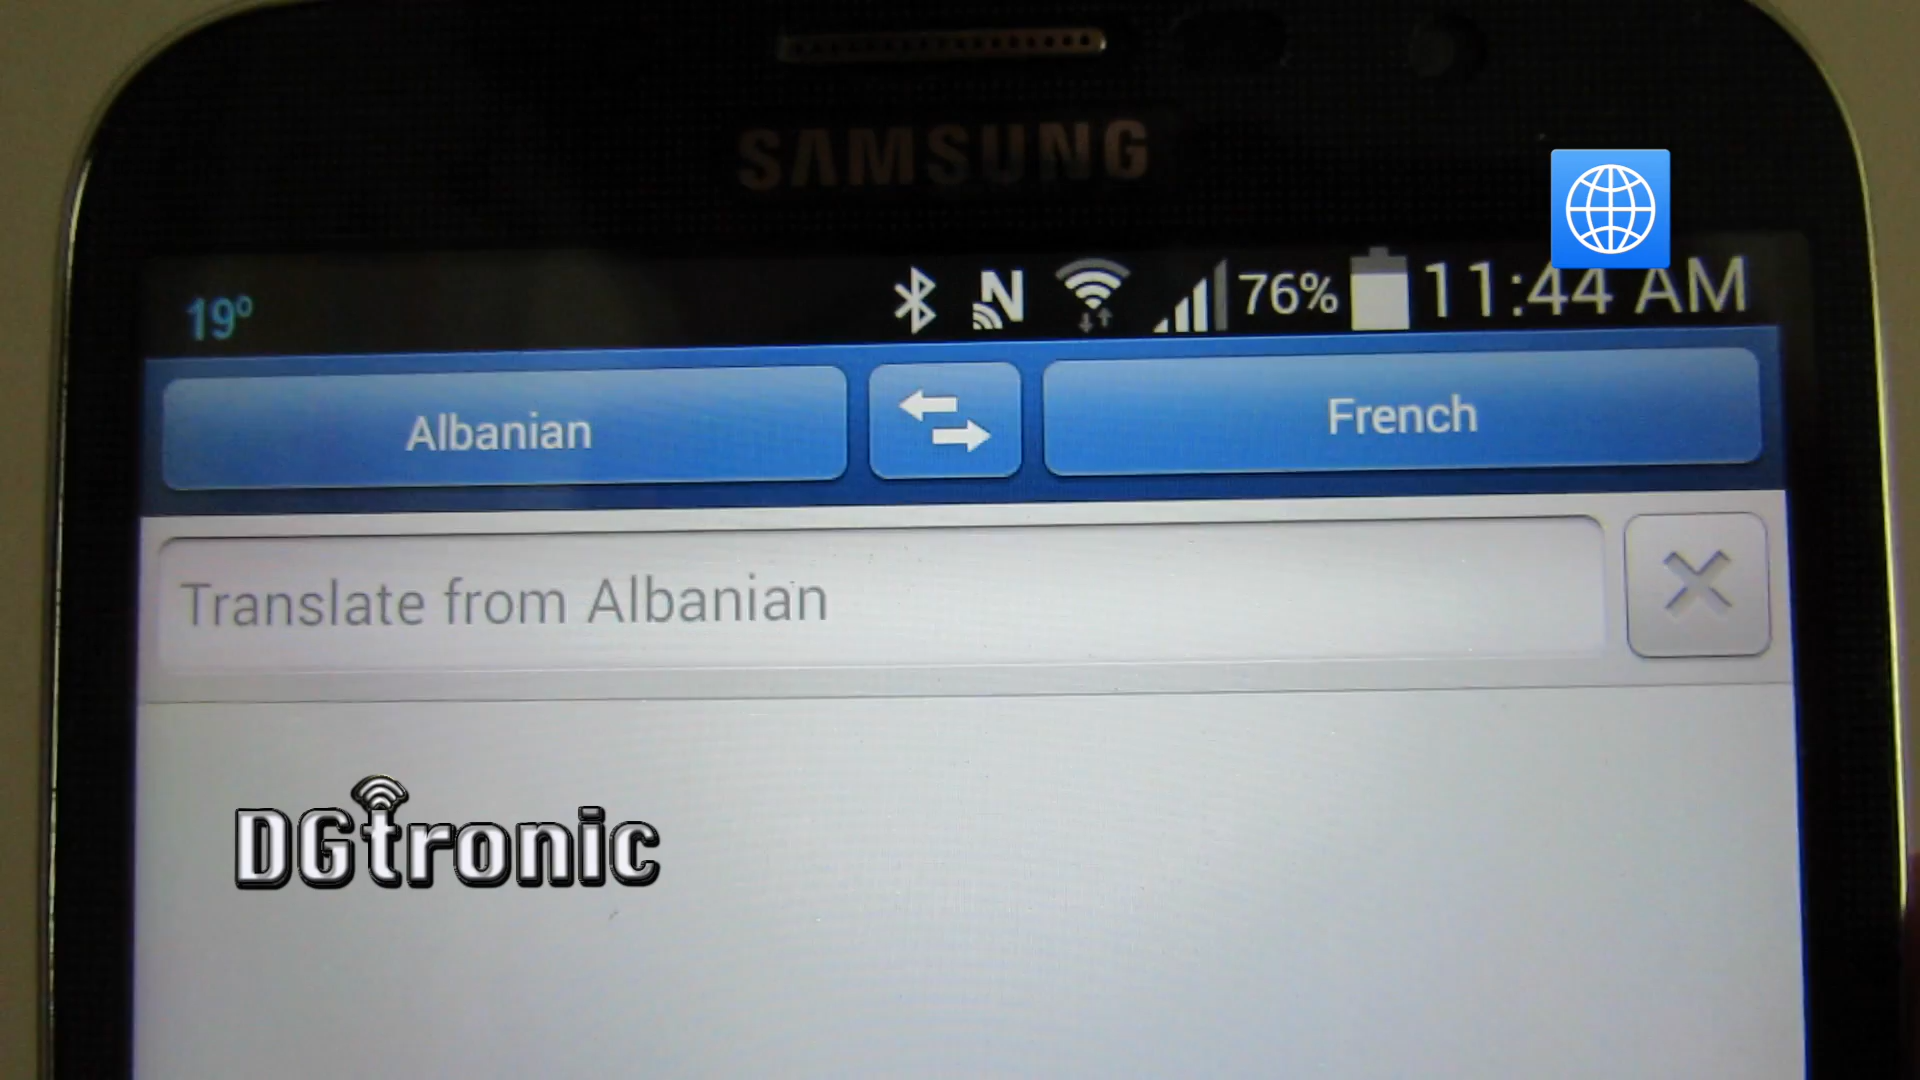 SAMSUNG
19° 76% 11:44 AM
Albanian French
Translate from Albanian
DGtronic